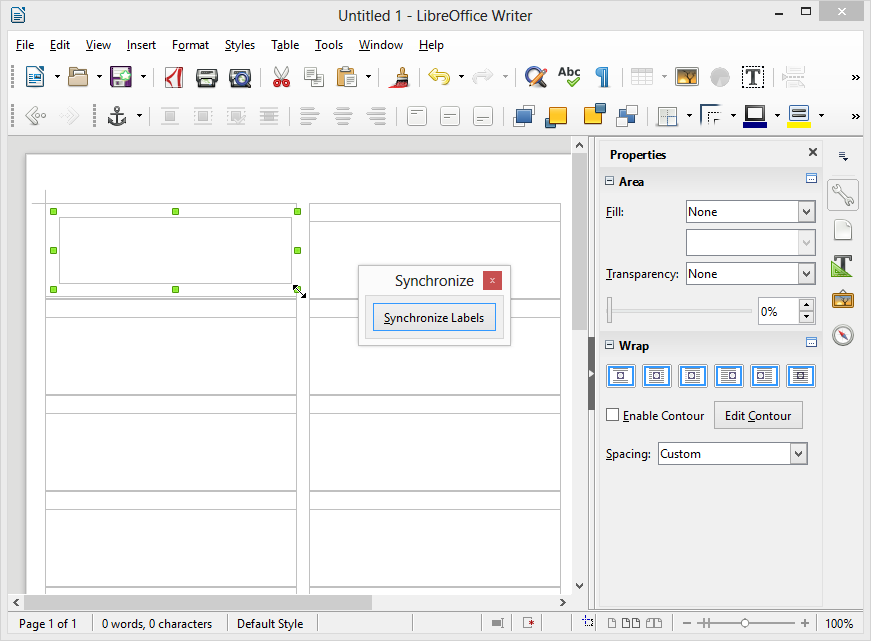 Untitled 1 - LibreOffice Writer
File Edit View Insert Format Styles Table Tools Window Help
Abc
T
Properties
Area
Fill: None
Transparency: None
0%
Synchronize
Synchronize Labels
Wrap
Enable Contour Edit Contour
Spacing: Custom
Page 1 of 1 0 words, 0 characters Default Style 100%